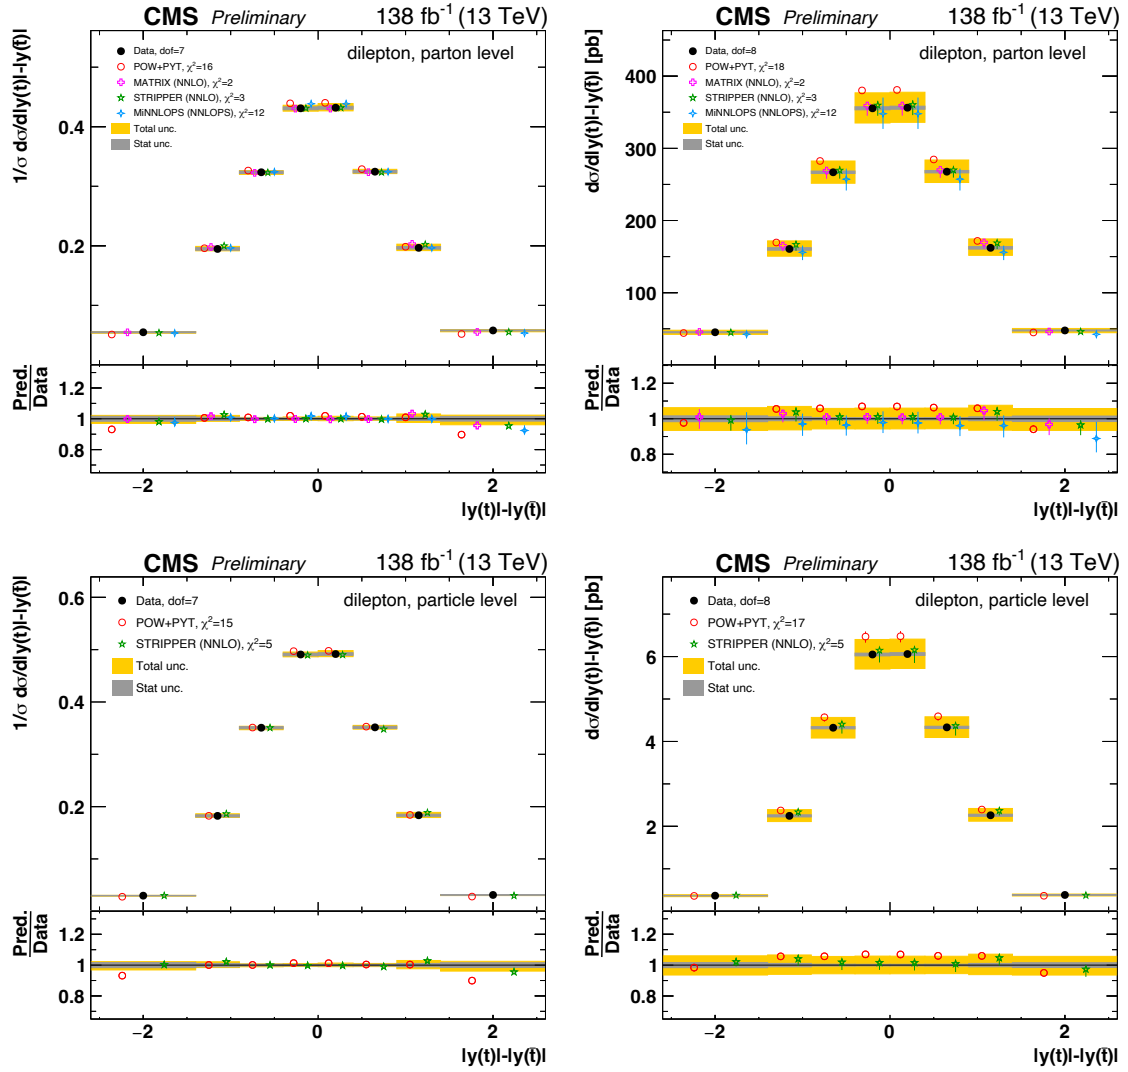 CMS Preliminary 138 fb⁻¹ (13 TeV)
1/σ dσ/d|y(t)|-|y(t̄)|
dilepton, parton level
Data, dof=7
POW+PYT, χ²=16
MATRIX (NNLO), χ²=2
STRIPPER (NNLO), χ²=3
MiNNLOPS (NNLOPS), χ²=12
Total unc.
Stat unc.
0.4
0.2
Pred.
Data
1.2
1
0.8
−2 0 2
|y(t)|-|y(t̄)|
CMS Preliminary 138 fb⁻¹ (13 TeV)
dσ/d|y(t)|-|y(t̄)| [pb]
dilepton, parton level
Data, dof=8
POW+PYT, χ²=18
MATRIX (NNLO), χ²=2
STRIPPER (NNLO), χ²=3
MiNNLOPS (NNLOPS), χ²=12
Total unc.
Stat unc.
400
300
200
100
Pred.
Data
1.2
1
0.8
−2 0 2
|y(t)|-|y(t̄)|
CMS Preliminary 138 fb⁻¹ (13 TeV)
1/σ dσ/d|y(t)|-|y(t̄)|
dilepton, particle level
Data, dof=7
POW+PYT, χ²=15
STRIPPER (NNLO), χ²=5
Total unc.
Stat unc.
0.6
0.4
0.2
Pred.
Data
1.2
1
0.8
−2 0 2
|y(t)|-|y(t̄)|
CMS Preliminary 138 fb⁻¹ (13 TeV)
dσ/d|y(t)|-|y(t̄)| [pb]
dilepton, particle level
Data, dof=8
POW+PYT, χ²=17
STRIPPER (NNLO), χ²=5
Total unc.
Stat unc.
6
4
2
Pred.
Data
1.2
1
0.8
−2 0 2
|y(t)|-|y(t̄)|